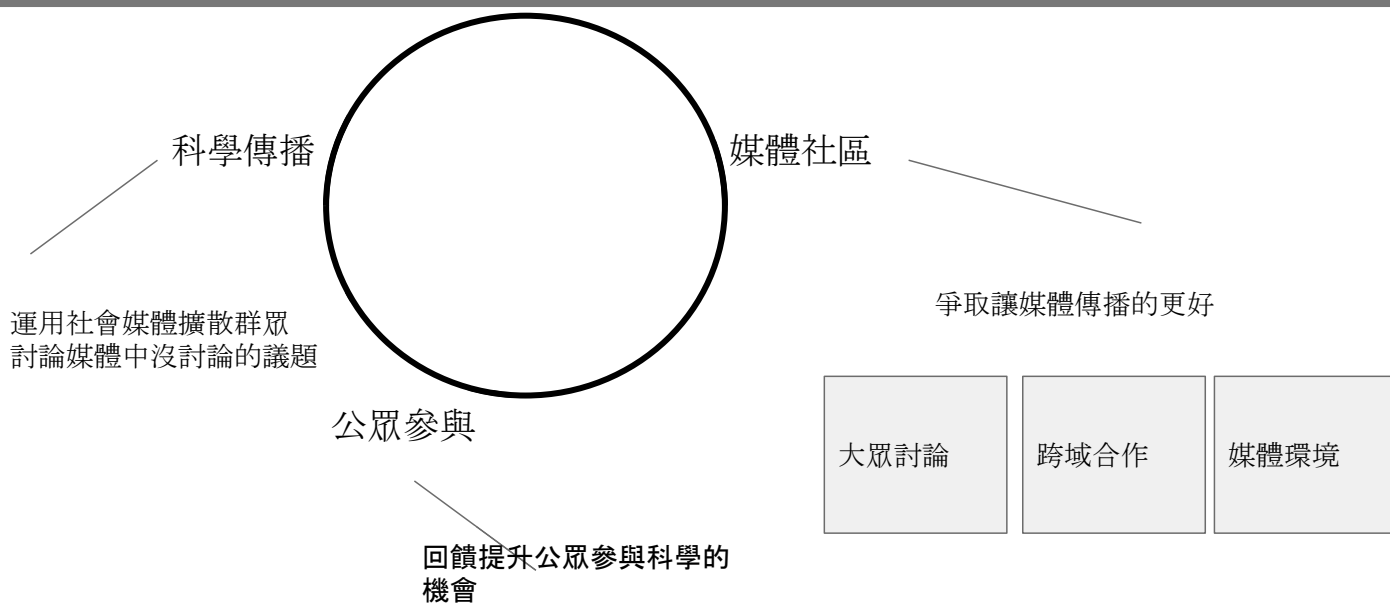 科學傳播
媒體社區
運用社會媒體擴散群眾
討論媒體中沒討論的議題
爭取讓媒體傳播的更好
公眾參與
大眾討論
跨域合作
媒體環境
回饋提升公眾參與科學的
機會